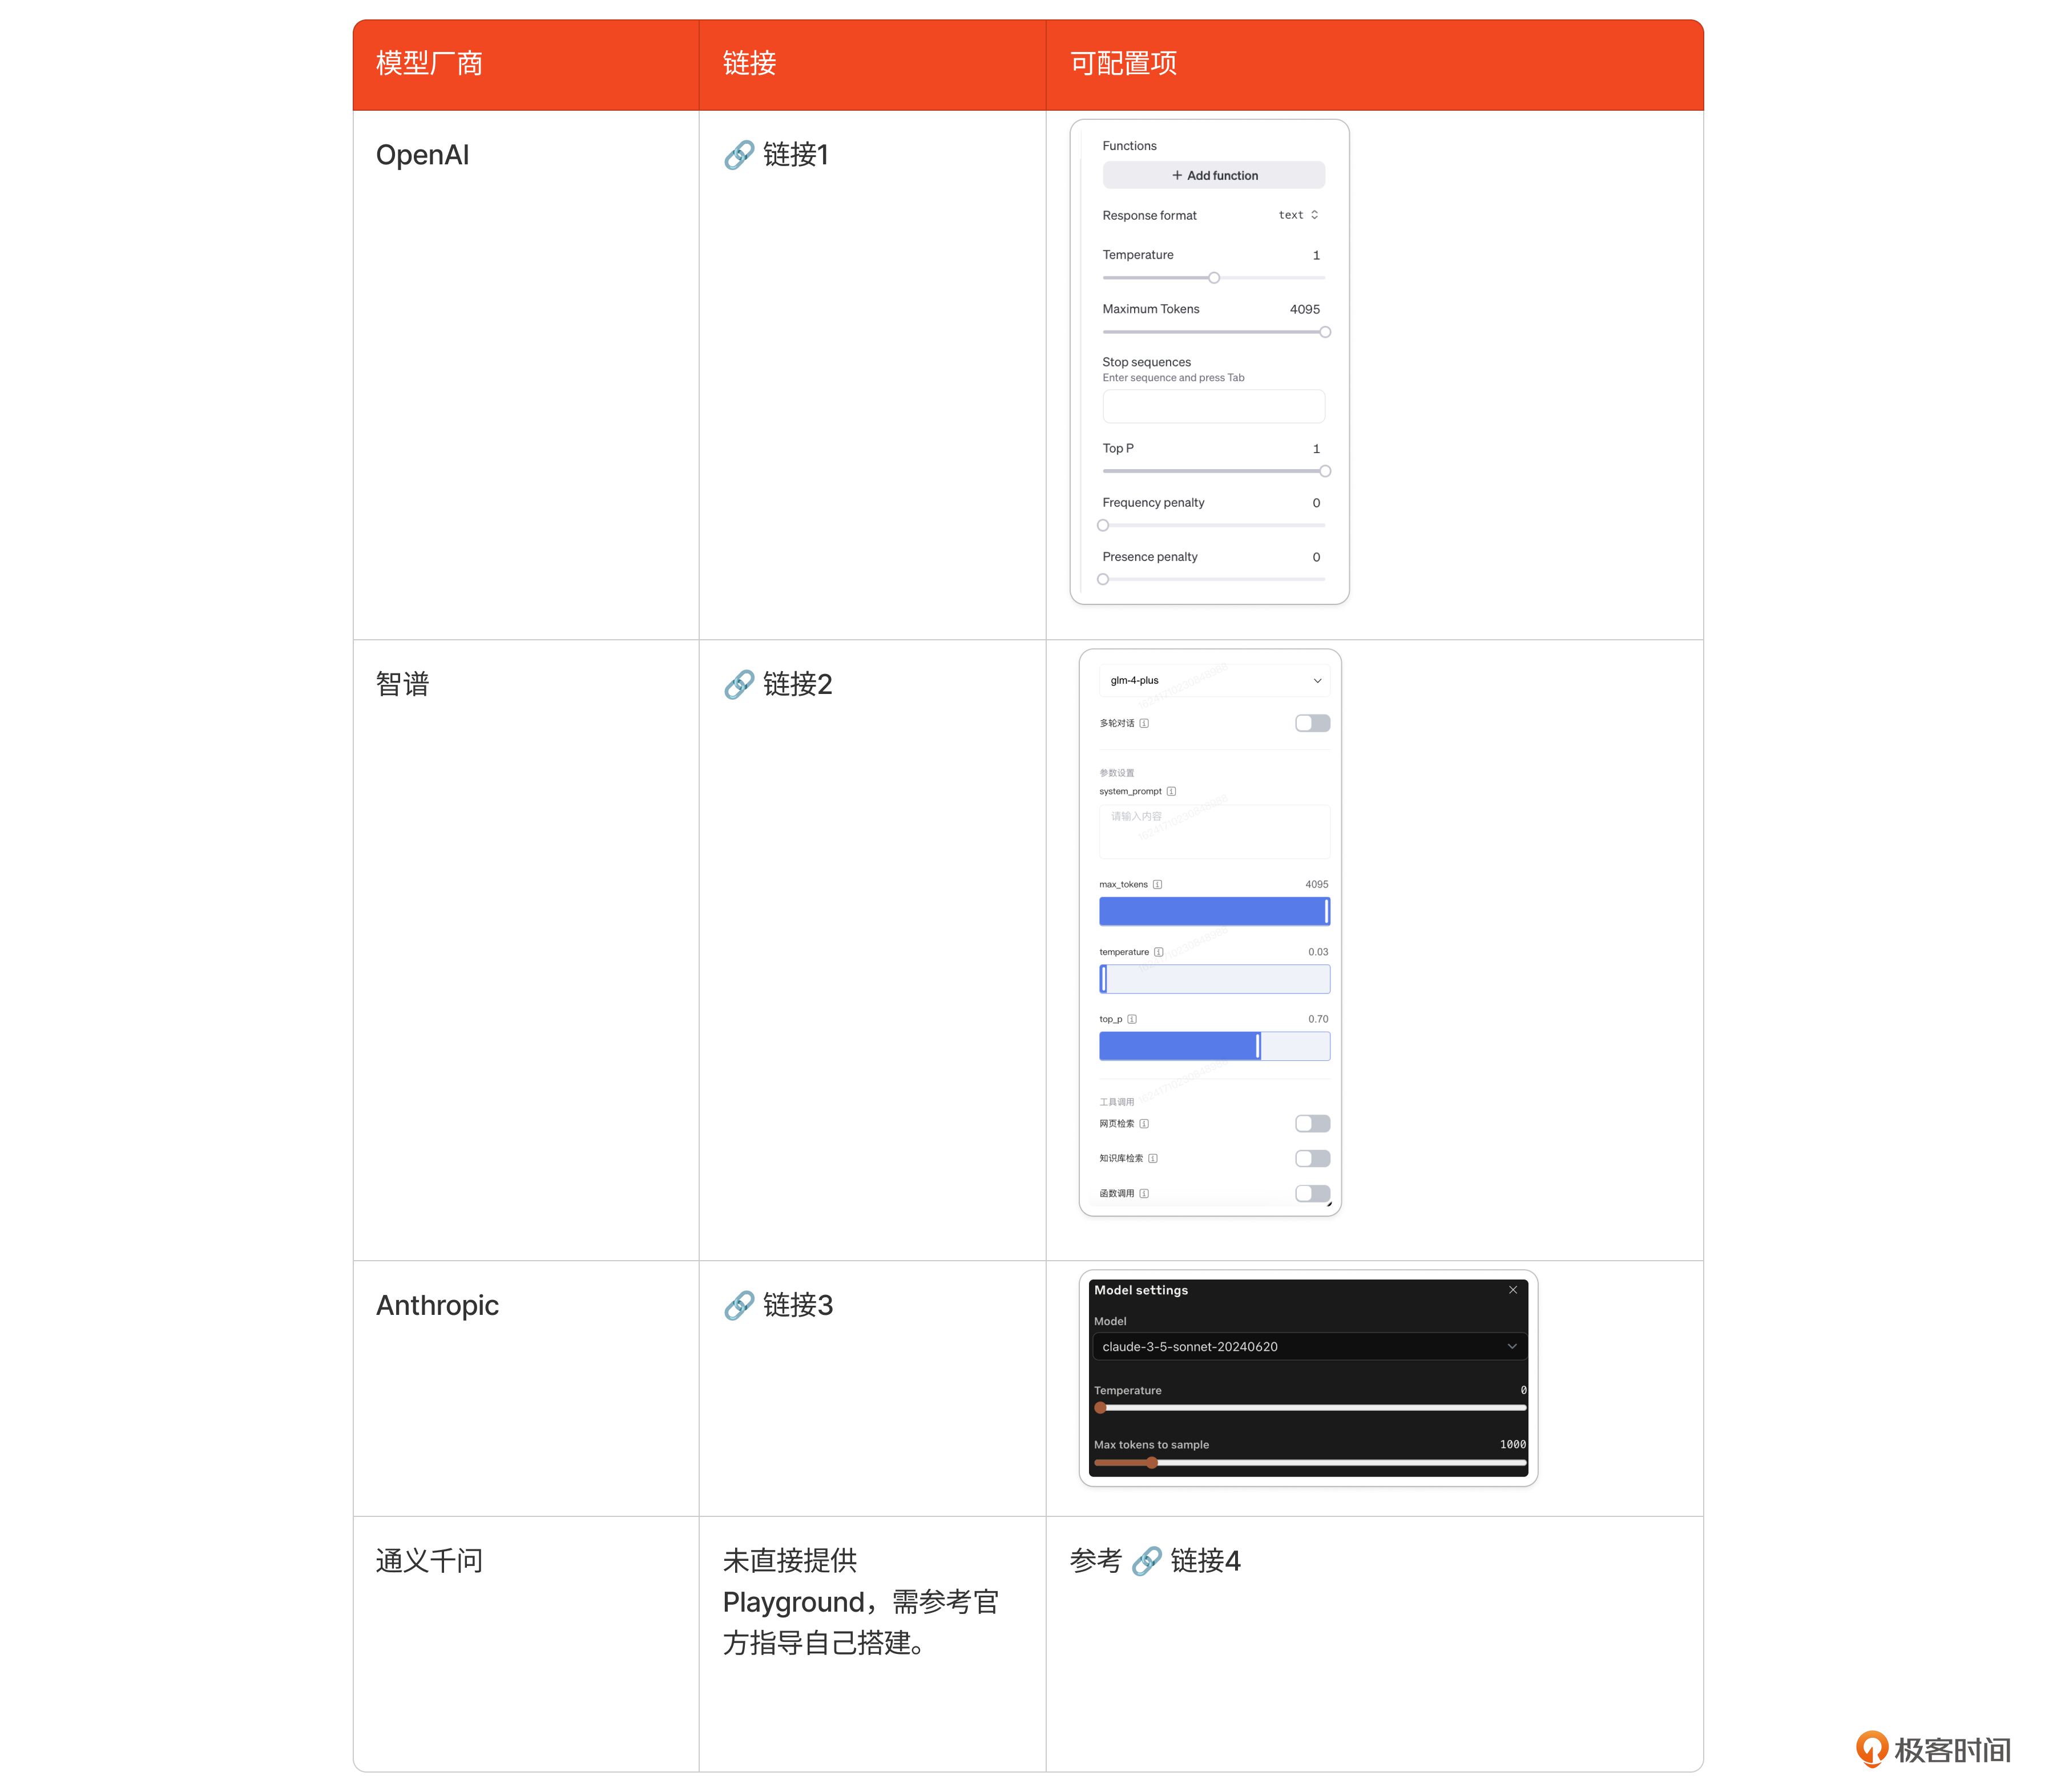 模型厂商
链接
可配置项
OpenAI
🔗 链接1
Functions
+ Add function
Response format
text
Temperature
1
Maximum Tokens
4095
Stop sequences
Enter sequence and press Tab
Top P
1
Frequency penalty
0
Presence penalty
0
智谱
🔗 链接2
glm-4-plus
多轮对话
参数设置
system_prompt
请输入内容
max_tokens
4095
temperature
0.03
top_p
0.70
工具调用
网页检索
知识库检索
函数调用
Anthropic
🔗 链接3
Model settings
Model
claude-3-5-sonnet-20240620
Temperature
0
Max tokens to sample
1000
通义千问
未直接提供
Playground，需参考官
方指导自己搭建。
参考 🔗 链接4
极客时间